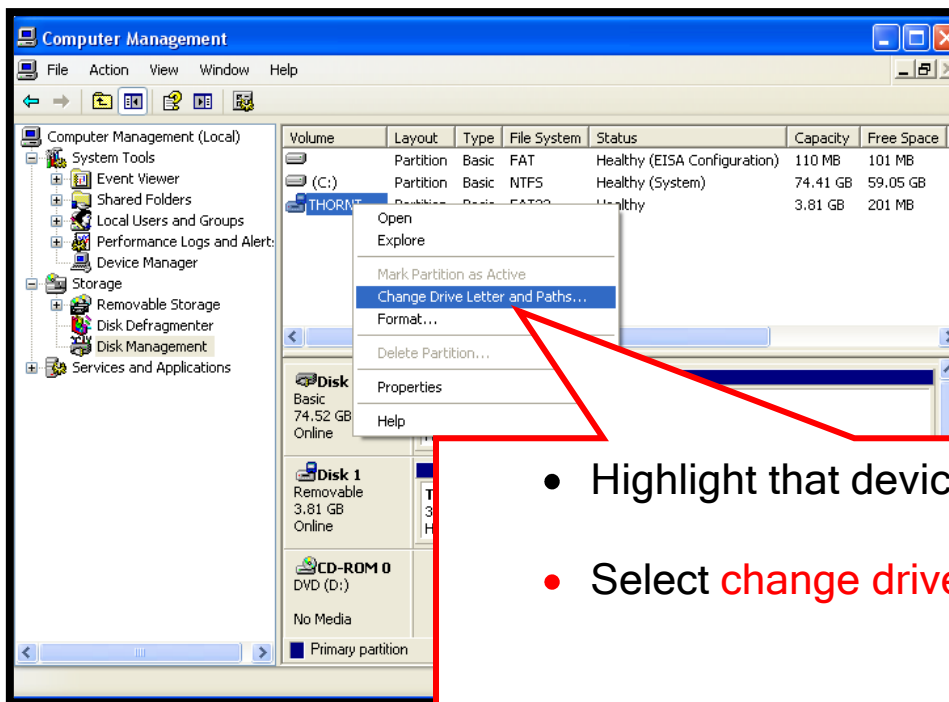 Computer Management
File Action View Window Help
Computer Management (Local)
System Tools
Event Viewer
Shared Folders
Local Users and Groups
Performance Logs and Alert:
Device Manager
Storage
Removable Storage
Disk Defragmenter
Disk Management
Services and Applications
Volume Layout Type File System Status Capacity Free Space
Partition Basic FAT Healthy (EISA Configuration) 110 MB 101 MB
(C:) Partition Basic NTFS Healthy (System) 74.41 GB 59.05 GB
THORNT Partition Basic FAT32 Healthy 3.81 GB 201 MB
Open
Explore
Mark Partition as Active
Change Drive Letter and Paths...
Format...
Delete Partition...
Properties
Help
Disk
Basic
74.52 GB
Online
Disk 1
Removable
3.81 GB
Online
T
3
H
CD-ROM 0
DVD (D:)
No Media
Primary partition
• Highlight that devic
• Select change drive